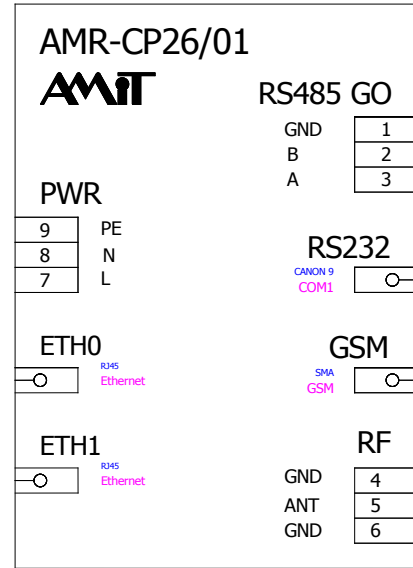 AMR-CP26/01
AMiT
RS485 GO
GND 1
B 2
A 3
PWR
9 PE
8 N
7 L
RS232
CANON 9
COM1
ETH0
RJ45
Ethernet
GSM
SMA
GSM
ETH1
RJ45
Ethernet
RF
GND 4
ANT 5
GND 6